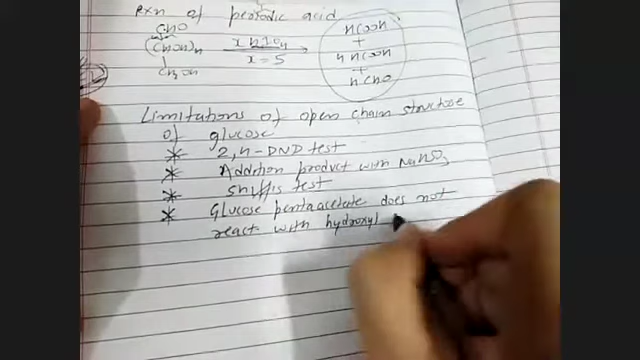 Rxn of periodic acid
CHO
(CHOH)n x HIO4 HCOOH
x = 5 +
CH2OH 4 HCOOH
+
HCHO
Limitations of open chain structure
of glucose
* 2,4-DNP test
* Addition product with NaHSO3
* Shiff's test
* Glucose pentaacetate does not
react with hydroxyl